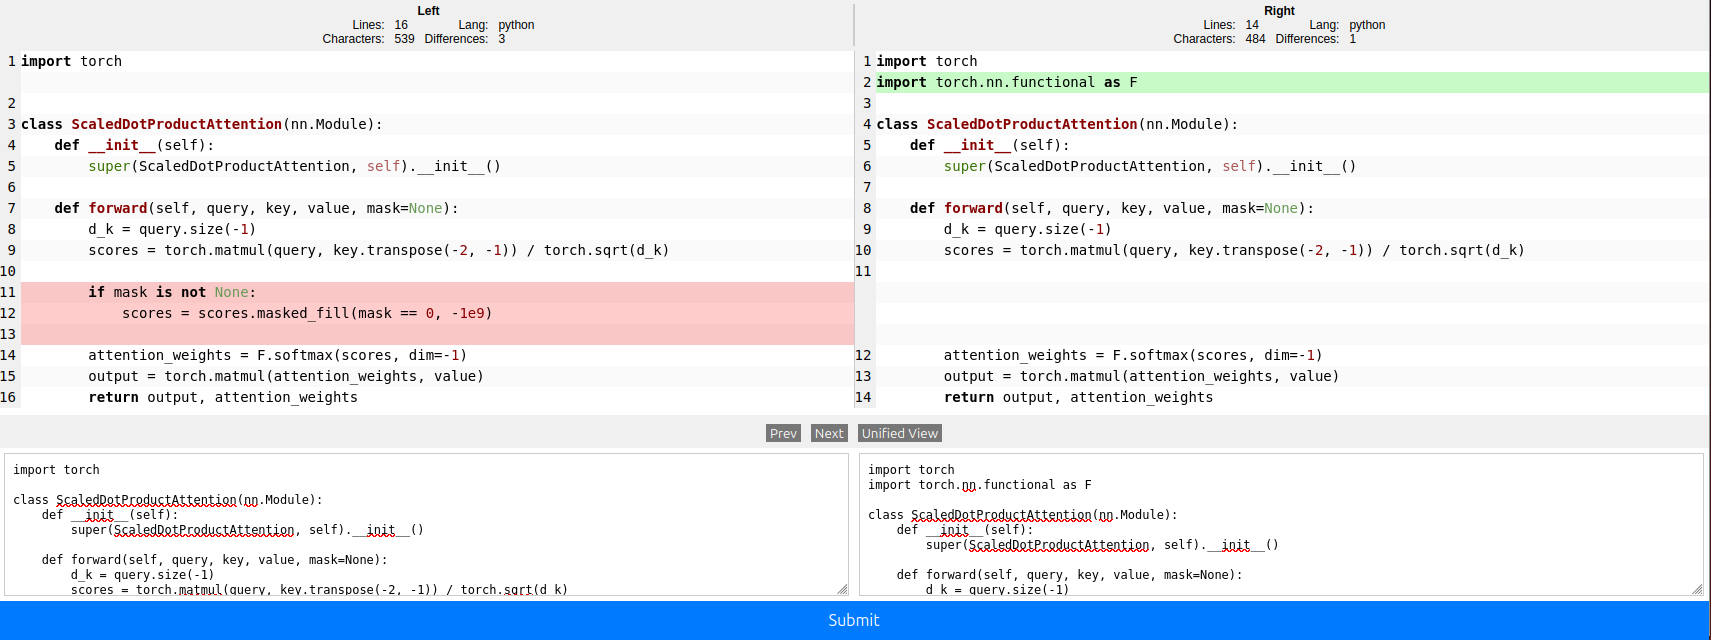 Left
Lines: 16 Lang: python
Characters: 539 Differences: 3
1 import torch
2
3 class ScaledDotProductAttention(nn.Module):
4     def __init__(self):
5         super(ScaledDotProductAttention, self).__init__()
6
7     def forward(self, query, key, value, mask=None):
8         d_k = query.size(-1)
9         scores = torch.matmul(query, key.transpose(-2, -1)) / torch.sqrt(d_k)
10
11         if mask is not None:
12             scores = scores.masked_fill(mask == 0, -1e9)
13
14         attention_weights = F.softmax(scores, dim=-1)
15         output = torch.matmul(attention_weights, value)
16         return output, attention_weights
Right
Lines: 14 Lang: python
Characters: 484 Differences: 1
1 import torch
2 import torch.nn.functional as F
3
4 class ScaledDotProductAttention(nn.Module):
5     def __init__(self):
6         super(ScaledDotProductAttention, self).__init__()
7
8     def forward(self, query, key, value, mask=None):
9         d_k = query.size(-1)
10         scores = torch.matmul(query, key.transpose(-2, -1)) / torch.sqrt(d_k)
11
12         attention_weights = F.softmax(scores, dim=-1)
13         output = torch.matmul(attention_weights, value)
14         return output, attention_weights
Prev Next Unified View
import torch
class ScaledDotProductAttention(nn.Module):
    def __init__(self):
        super(ScaledDotProductAttention, self).__init__()
    def forward(self, query, key, value, mask=None):
        d_k = query.size(-1)
        scores = torch.matmul(query, key.transpose(-2, -1)) / torch.sqrt(d_k)
import torch
import torch.nn.functional as F
class ScaledDotProductAttention(nn.Module):
    def __init__(self):
        super(ScaledDotProductAttention, self).__init__()
    def forward(self, query, key, value, mask=None):
        d_k = query.size(-1)
Submit